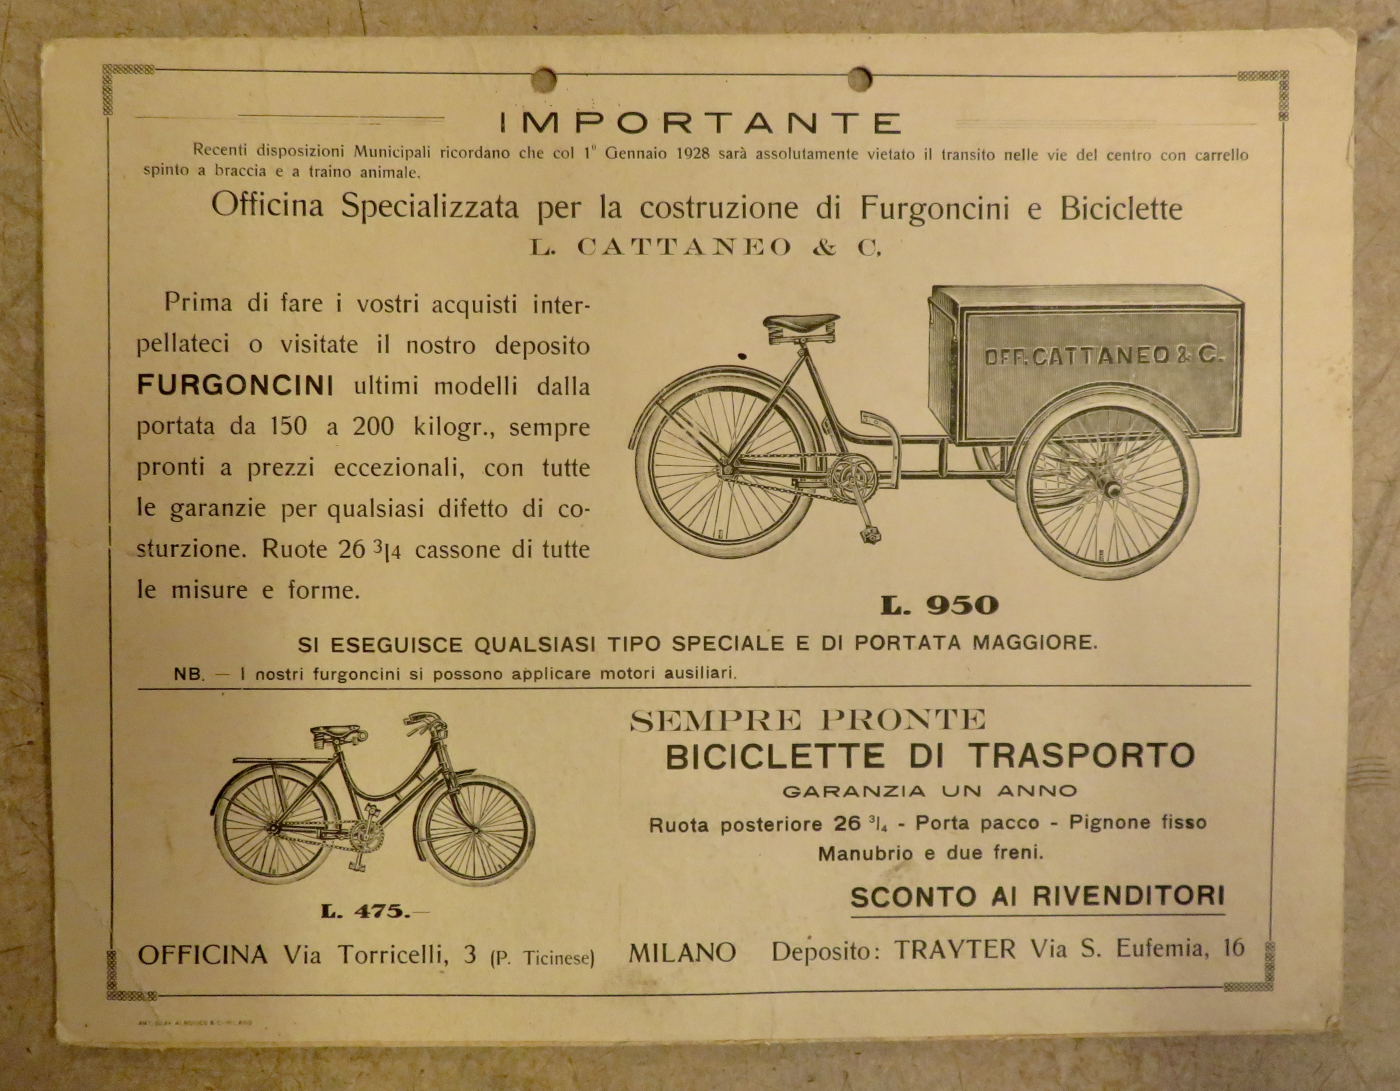 IMPORTANTE
Recenti disposizioni Municipali ricordano che col 1° Gennaio 1928 sarà assolutamente vietato il transito nelle vie del centro con carrello
spinto a braccia e a traino animale.
Officina Specializzata per la costruzione di Furgoncini e Biciclette
L. CATTANEO & C.
Prima di fare i vostri acquisti inter-
pellateci o visitate il nostro deposito
FURGONCINI ultimi modelli dalla
portata da 150 a 200 kilogr., sempre
pronti a prezzi eccezionali, con tutte
le garanzie per qualsiasi difetto di co-
sturzione. Ruote 26 3|4 cassone di tutte
le misure e forme.
OFF. CATTANEO & C.
L. 950
SI ESEGUISCE QUALSIASI TIPO SPECIALE E DI PORTATA MAGGIORE.
NB. — I nostri furgoncini si possono applicare motori ausiliari.
L. 475.—
SEMPRE PRONTE
BICICLETTE DI TRASPORTO
GARANZIA UN ANNO
Ruota posteriore 26 3|4 - Porta pacco - Pignone fisso
Manubrio e due freni.
SCONTO AI RIVENDITORI
OFFICINA Via Torricelli, 3 (P. Ticinese) MILANO Deposito: TRAYTER Via S. Eufemia, 16